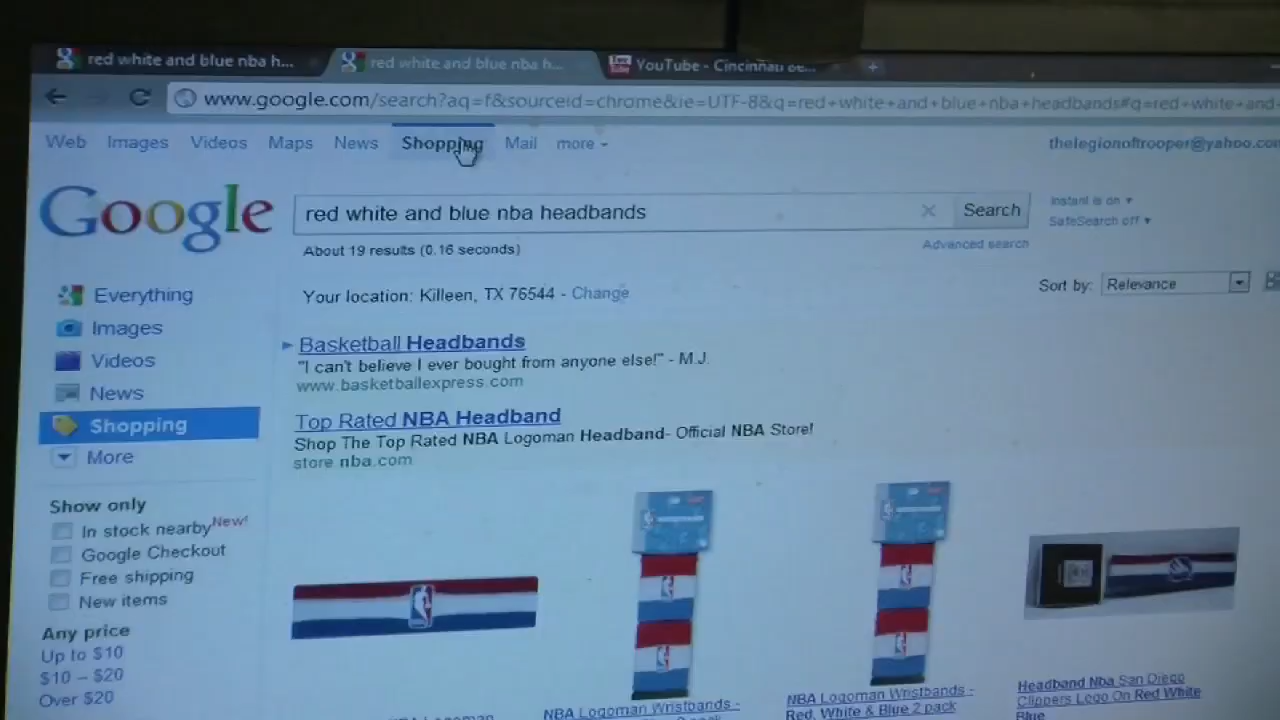 red white and blue nba h...
red white and blue nba h...
YouTube - Cincinnati Be...
www.google.com/search?aq=f&sourceid=chrome&ie=UTF-8&q=red+white+and+blue+nba+headbands#q=red+white+and+
Web Images Videos Maps News Shopping Mail more
thelegionoftrooper@yahoo.com
Google
red white and blue nba headbands
Search
Instant is on
SafeSearch off
About 19 results (0.16 seconds)
Advanced search
Your location: Killeen, TX 76544 - Change
Sort by: Relevance
Everything
Images
Videos
News
Shopping
More
Basketball Headbands
"I can't believe I ever bought from anyone else!" - M.J.
www.basketballexpress.com
Top Rated NBA Headband
Shop The Top Rated NBA Logoman Headband- Official NBA Store!
store.nba.com
Show only
In stock nearby New!
Google Checkout
Free shipping
New items
Any price
Up to $10
$10 – $20
Over $20
NBA Logoman Wristbands -
2 pack
NBA Logoman Wristbands -
Red, White & Blue 2 pack
Headband Nba San Diego
Clippers Logo On Red White
Blue